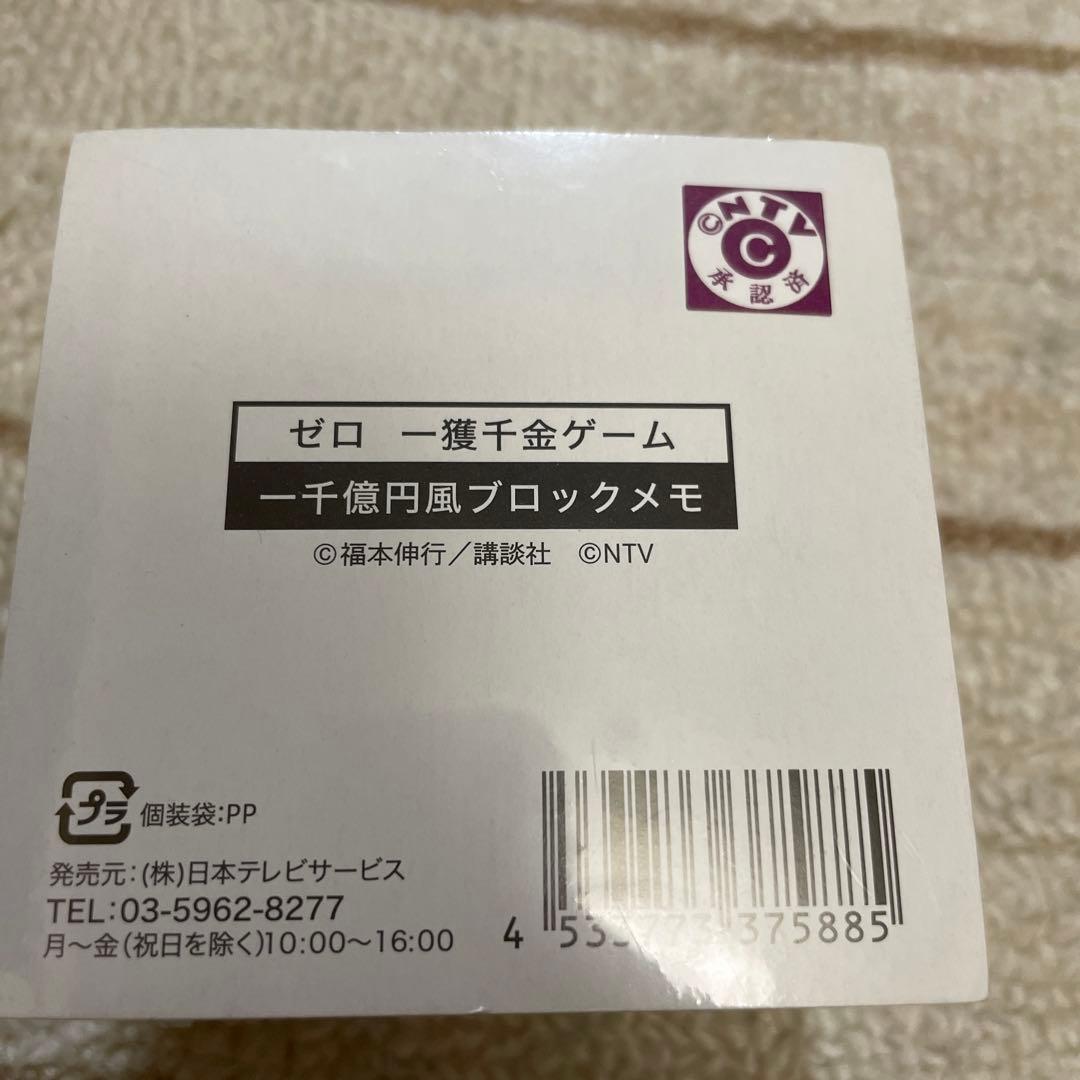 ©NTV
C
承認済
ゼロ 一獲千金ゲーム
一千億円風ブロックメモ
©福本伸行／講談社 ©NTV
プラ 個装袋:PP
発売元:(株)日本テレビサービス
TEL:03-5962-8277
月～金(祝日を除く)10:00～16:00
4 375885